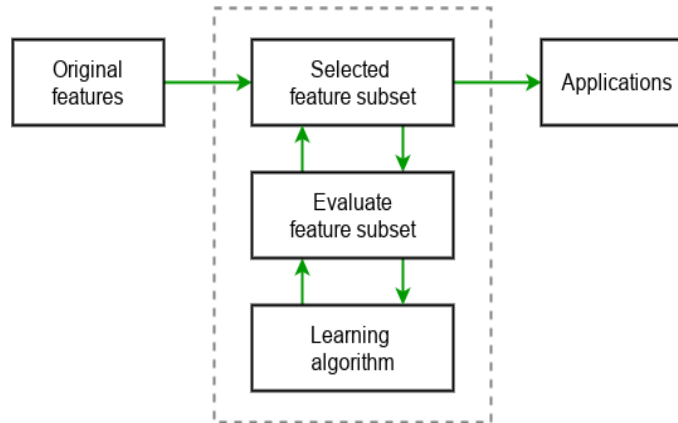 Original
features
Selected
feature subset
Applications
Evaluate
feature subset
Learning
algorithm